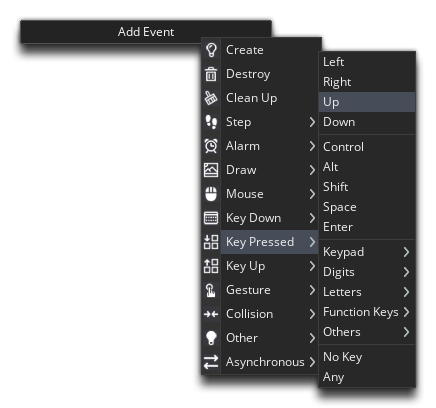 Add Event
Create
Destroy
Clean Up
Step
Alarm
Draw
Mouse
Key Down
Key Pressed
Key Up
Gesture
Collision
Other
Asynchronous
Left
Right
Up
Down
Control
Alt
Shift
Space
Enter
Keypad
Digits
Letters
Function Keys
Others
No Key
Any